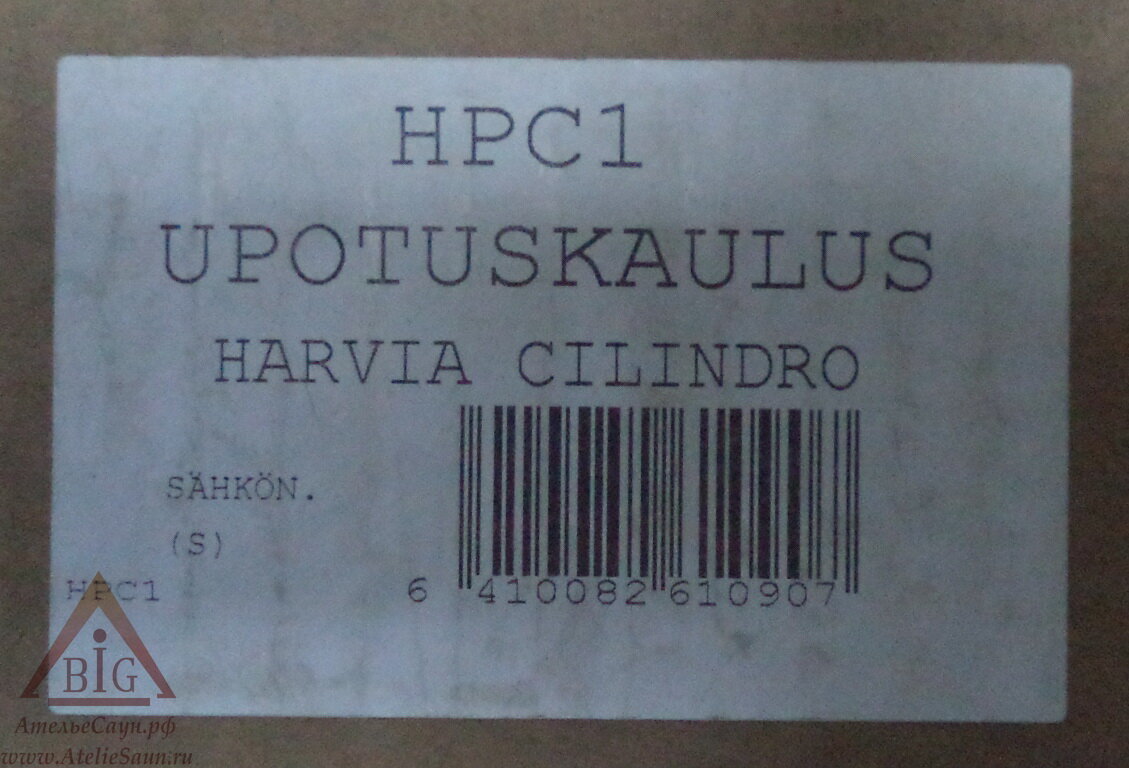 HPC1
UPOTUSKAULUS
HARVIA CILINDRO
SÄHKÖN.
(S)
HPC1
6 410082 610907
BIG
АтельеСаун.рф
www.AtelieSaun.ru